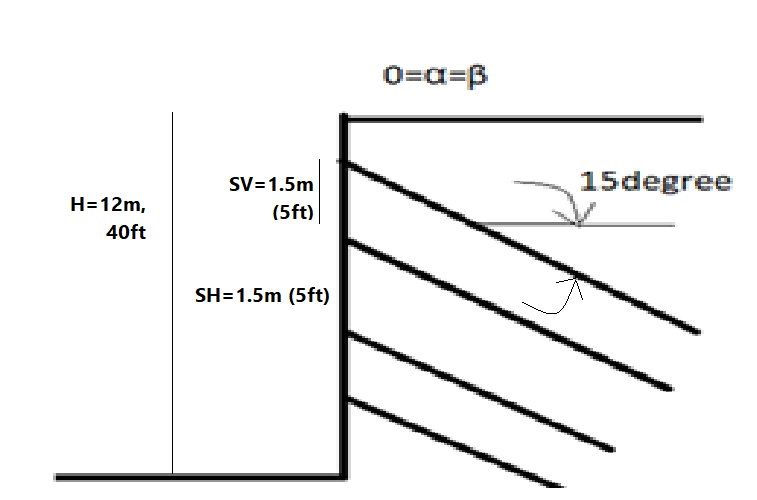 0=α=β
15degree
SV=1.5m
(5ft)
H=12m,
40ft
SH=1.5m (5ft)